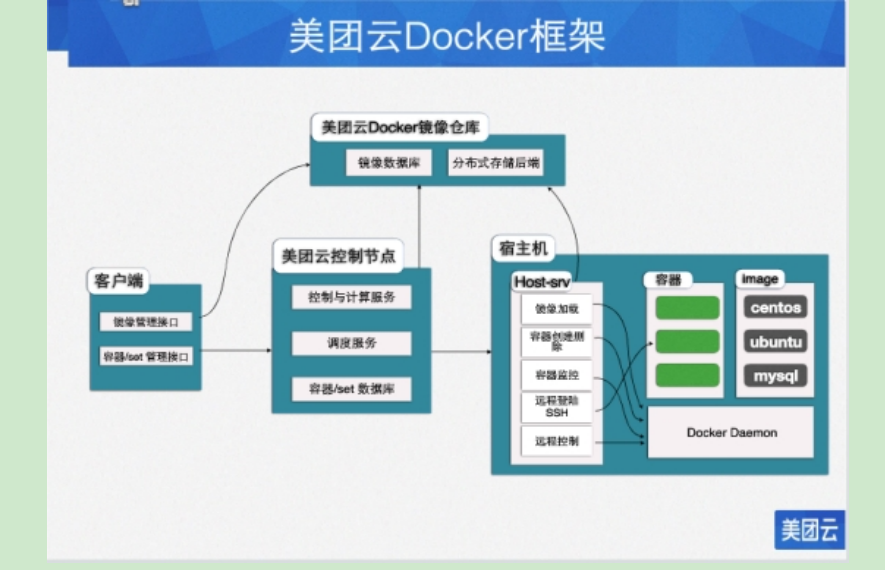 美团云Docker框架
美团云Docker镜像仓库
镜像数据库
分布式存储后端
客户端
镜像管理接口
容器/set 管理接口
美团云控制节点
控制与计算服务
调度服务
容器/set 数据库
宿主机
Host-srv
镜像加载
容器创建删
除
容器监控
远程登陆
SSH
远程控制
容器
image
centos
ubuntu
mysql
Docker Daemon
美团云